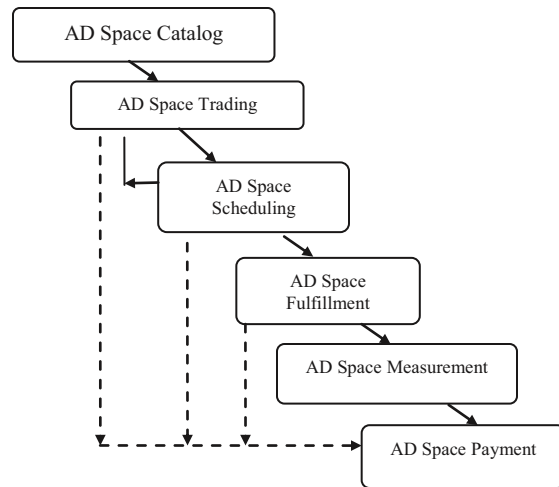 AD Space Catalog
AD Space Trading
AD Space
Scheduling
AD Space
Fulfillment
AD Space Measurement
AD Space Payment